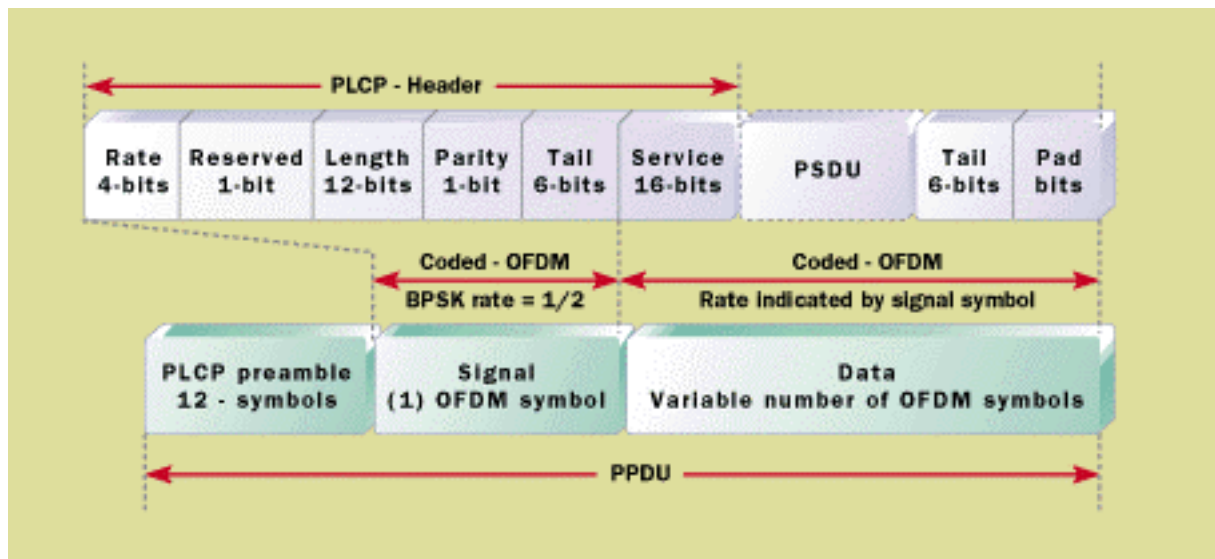 PLCP - Header
Rate Reserved Length Parity Tail Service PSDU Tail Pad
4-bits 1-bit 12-bits 1-bit 6-bits 16-bits 6-bits bits
Coded - OFDM Coded - OFDM
BPSK rate = 1/2 Rate indicated by signal symbol
PLCP preamble Signal Data
12 - symbols (1) OFDM symbol Variable number of OFDM symbols
PPDU